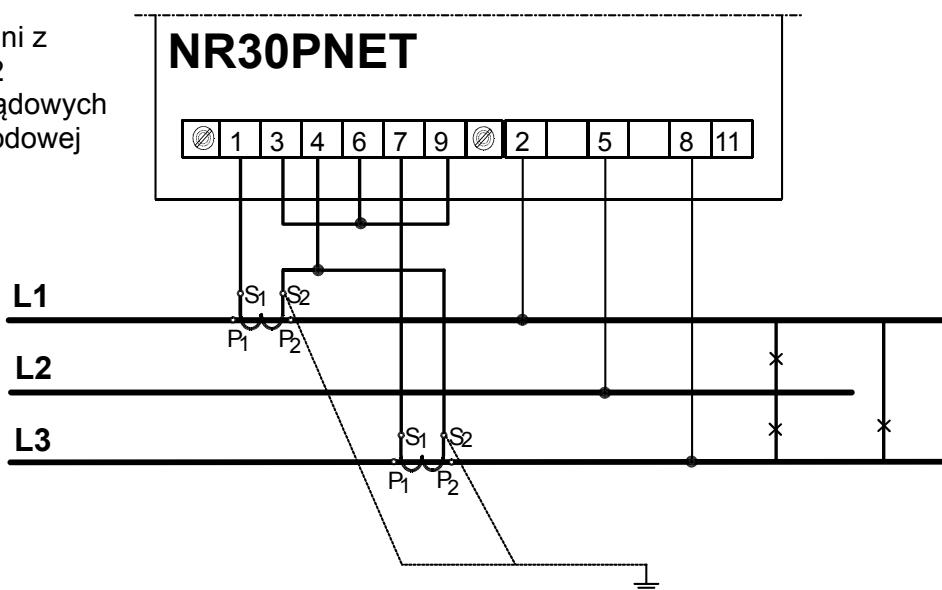 ni z
2
ądowych
odowej
NR30PNET
1 3 4 6 7 9 2 5 8 11
L1
S1 S2
P1 P2
L2
L3
S1 S2
P1 P2